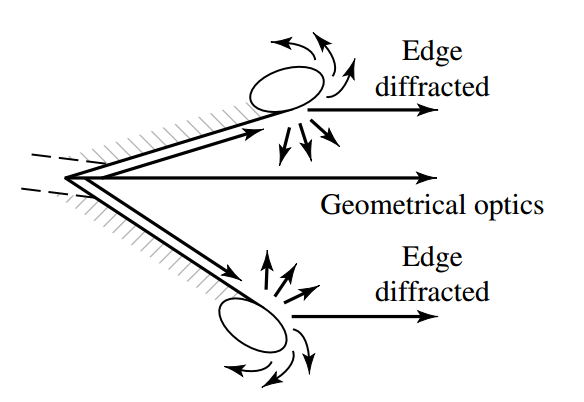 Edge
diffracted
Geometrical optics
Edge
diffracted